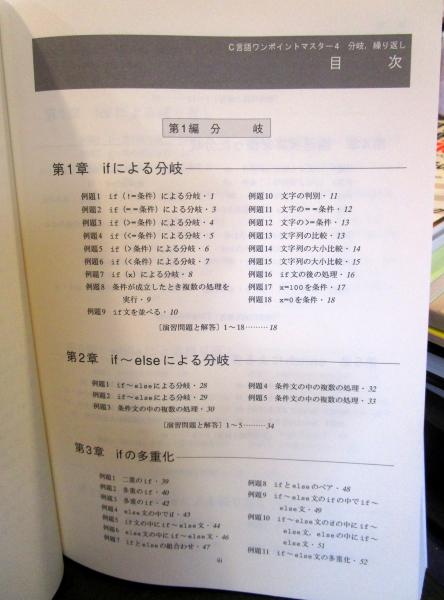 C言語ワンポイントマスター4 分岐，繰り返し
目 次
第1編 分 岐
第1章 ifによる分岐
例題1 if（!=条件）による分岐・1
例題2 if（==条件）による分岐・3
例題3 if（>=条件）による分岐・4
例題4 if（<=条件）による分岐・5
例題5 if（>条件）による分岐・6
例題6 if（<条件）による分岐・7
例題7 if（x）による分岐・8
例題8 条件が成立したとき複数の処理を
実行・9
例題9 if文を並べる・10
例題10 文字の判別・11
例題11 文字の==条件・12
例題12 文字の>=条件・13
例題13 文字列の比較・13
例題14 文字列の大小比較・14
例題15 文字列の大小比較・15
例題16 if文の後の処理・16
例題17 x=100を条件・17
例題18 x=0を条件・18
〔演習問題と解答〕1～18………18
第2章 if～elseによる分岐
例題1 if～elseによる分岐・28
例題2 if～elseによる分岐・29
例題3 条件文の中の複数の処理・30
例題4 条件文の中の複数の処理・32
例題5 条件文の中の複数の処理・33
〔演習問題と解答〕1～5………34
第3章 ifの多重化
例題1 二重のif・39
例題2 多重のif・40
例題3 多重のif・42
例題4 else文の中でif・43
例題5 if文の中にif～else文・44
例題6 else文の中にif～else文・46
例題7 ifとelseの組合わせ・47
例題8 ifとelseのペア・48
例題9 if～else文のifの中でif～
else文・49
例題10 if～else文のifの中にif～
else文，elseの中にif～
else文・51
例題11 if～else文の多重化・52